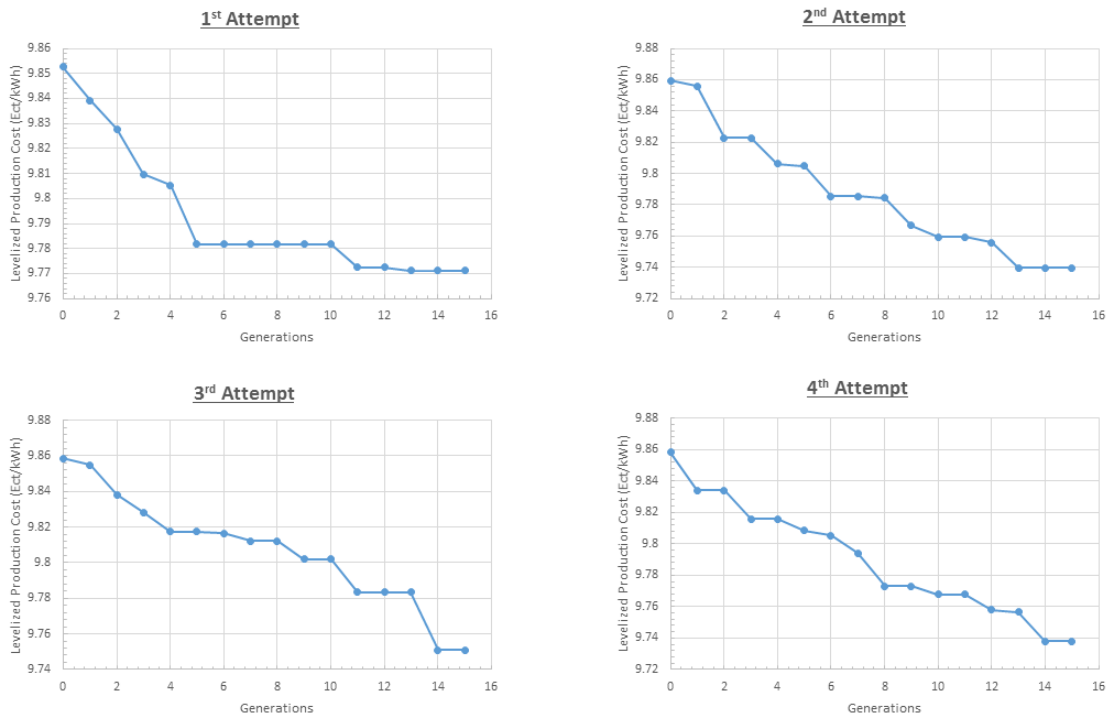 1st Attempt
9.86
9.85
9.84
9.83
9.82
9.81
9.8
9.79
9.78
9.77
9.76
Levelized Production Cost (Ect/kWh)
0 2 4 6 8 10 12 14 16
Generations
2nd Attempt
9.88
9.86
9.84
9.82
9.8
9.78
9.76
9.74
9.72
Levelized Production Cost (Ect/kWh)
0 2 4 6 8 10 12 14 16
Generations
3rd Attempt
9.88
9.86
9.84
9.82
9.8
9.78
9.76
9.74
Levelized Production Cost (Ect/kWh)
0 2 4 6 8 10 12 14 16
Generations
4th Attempt
9.88
9.86
9.84
9.82
9.8
9.78
9.76
9.74
9.72
Levelized Production Cost (Ect/kWh)
0 2 4 6 8 10 12 14 16
Generations